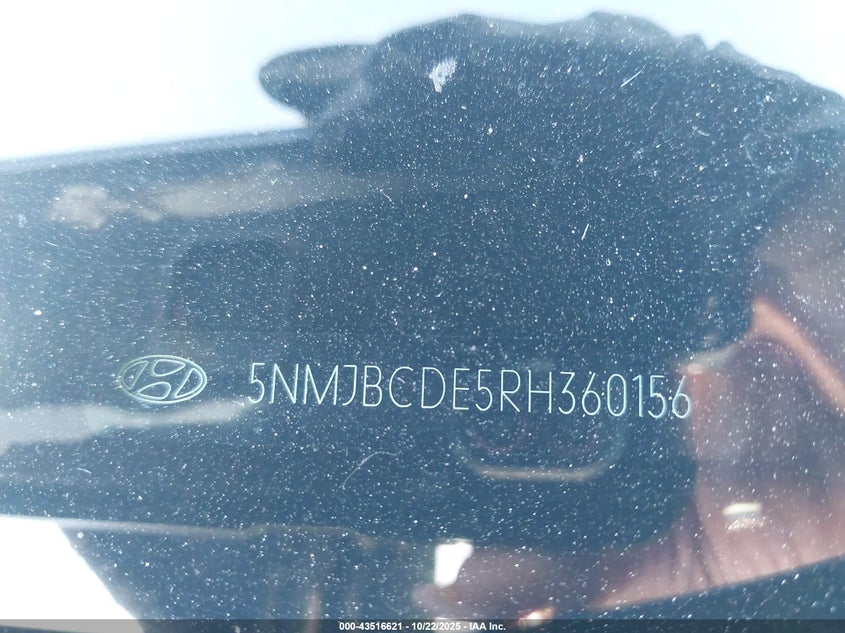 5NMJBCDE5RH360156
000-43516621 - 10/22/2025 - IAA Inc.